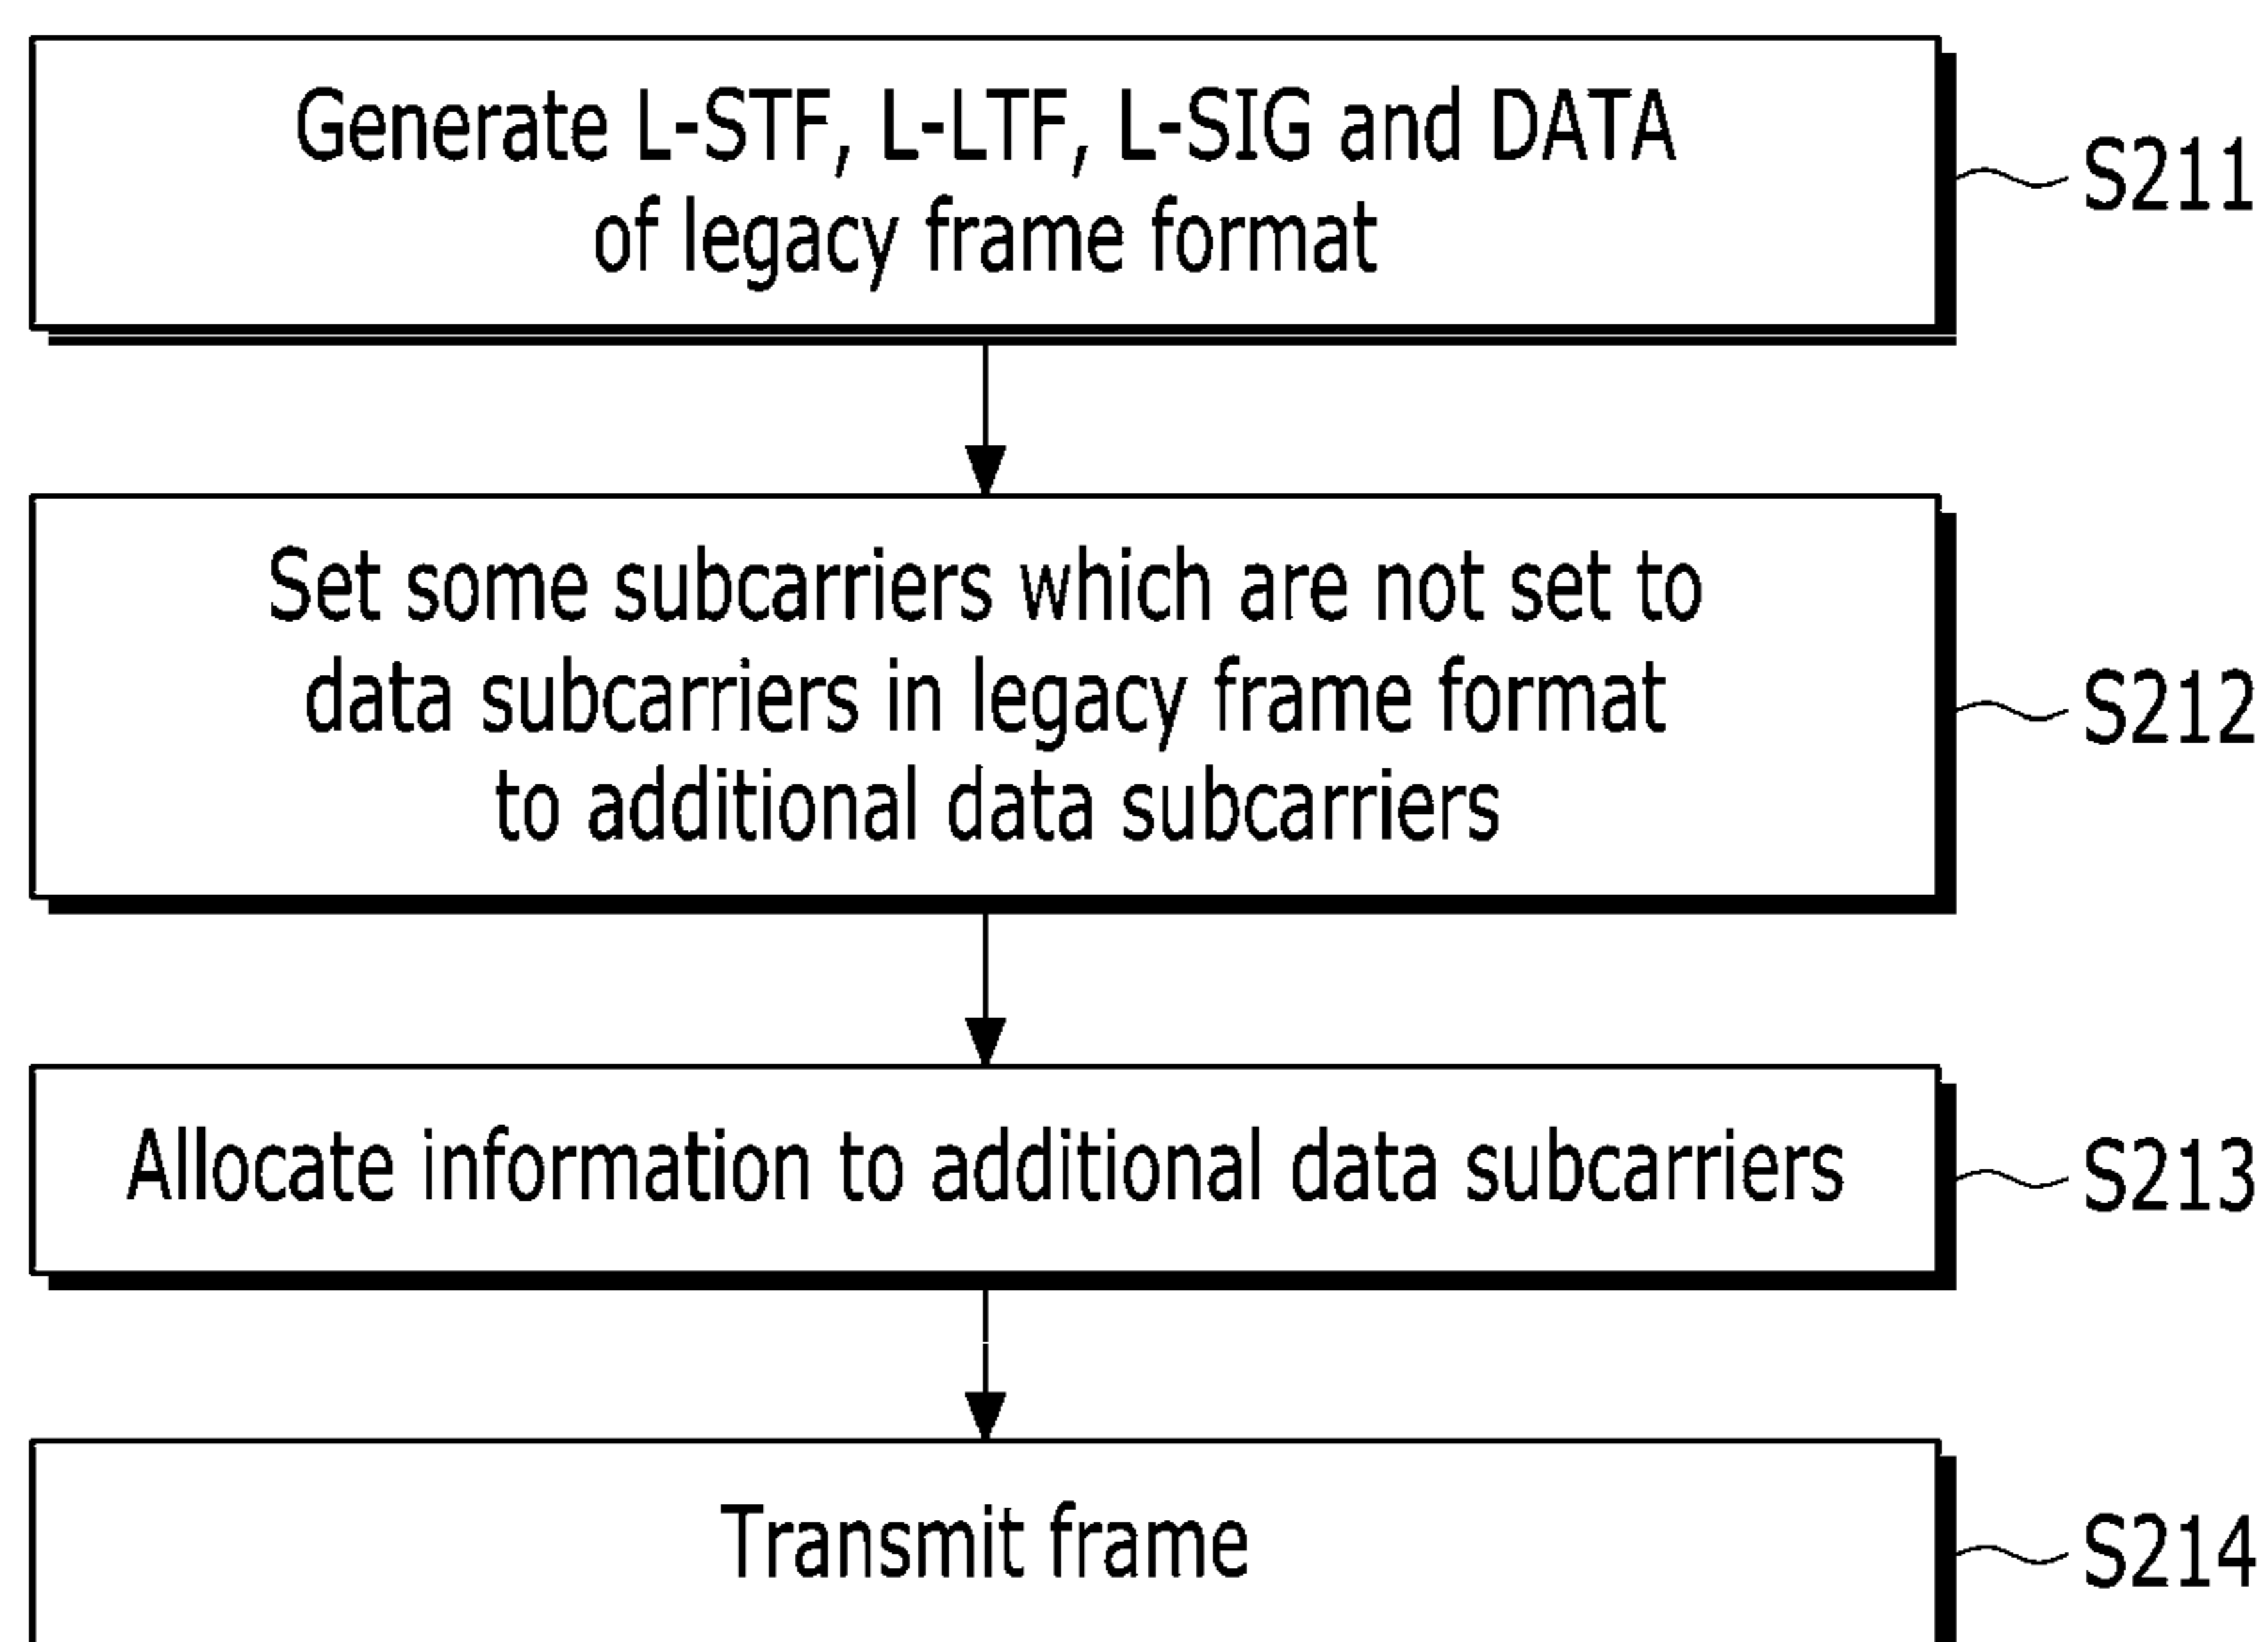 Generate L-STF, L-LTF, L-SIG and DATA
of legacy frame format
S211
Set some subcarriers which are not set to
data subcarriers in legacy frame format
to additional data subcarriers
S212
Allocate information to additional data subcarriers
S213
Transmit frame
S214